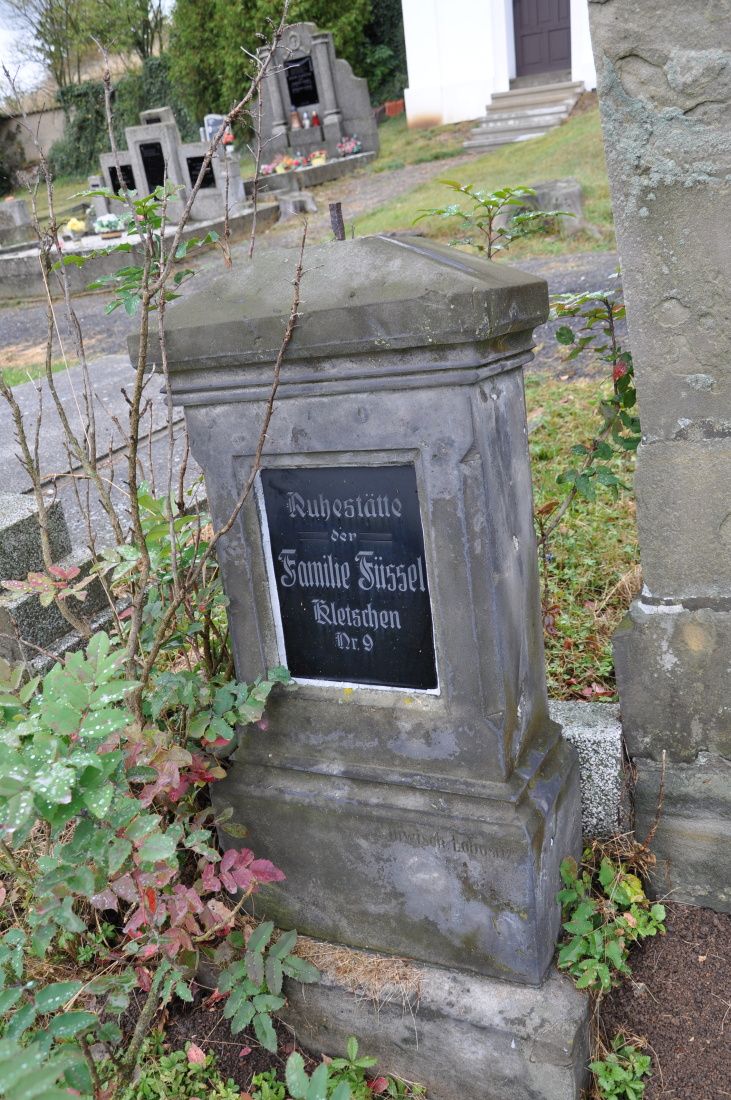 Ruhestätte
der
Familie Füssel
Kletschen
Nr. 9